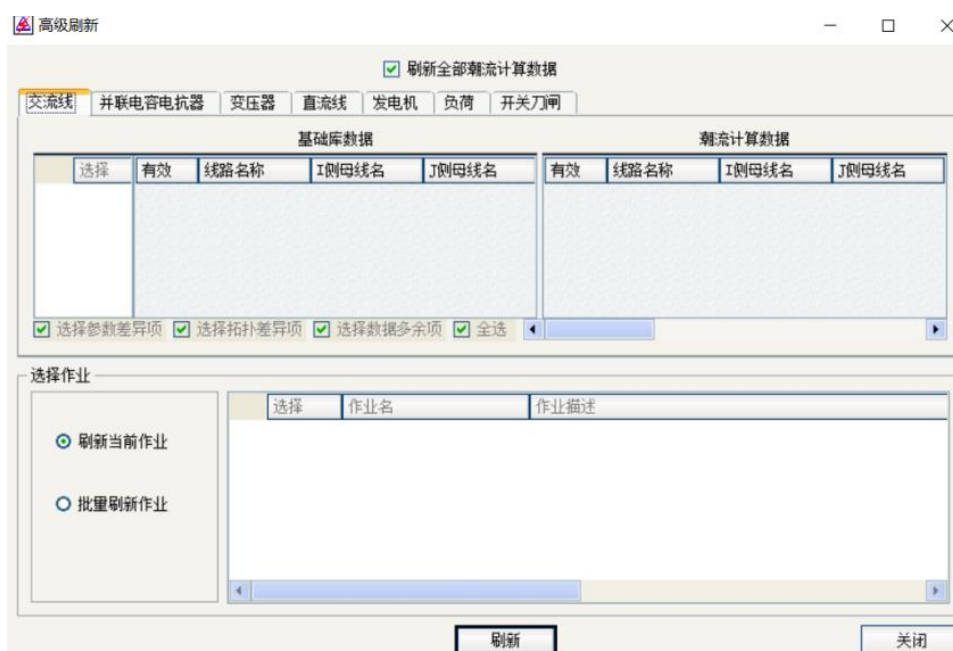 高级刷新
刷新全部潮流计算数据
交流线 并联电容电抗器 变压器 直流线 发电机 负荷 开关刀闸
基础库数据 潮流计算数据
选择 有效 线路名称 I侧母线名 J侧母线名 有效 线路名称 I侧母线名 J侧母线名
选择参数差异项 选择拓扑差异项 选择数据多余项 全选
选择作业
选择 作业名 作业描述
刷新当前作业
批量刷新作业
刷新 关闭